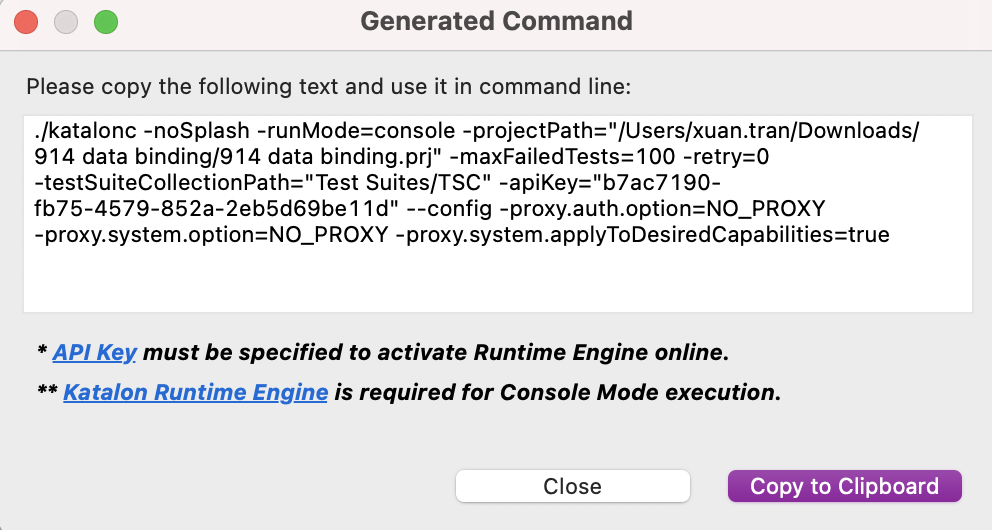 Generated Command
Please copy the following text and use it in command line:
./katalonc -noSplash -runMode=console -projectPath="/Users/xuan.tran/Downloads/
914 data binding/914 data binding.prj" -maxFailedTests=100 -retry=0
-testSuiteCollectionPath="Test Suites/TSC" -apiKey="b7ac7190-
fb75-4579-852a-2eb5d69be11d" --config -proxy.auth.option=NO_PROXY
-proxy.system.option=NO_PROXY -proxy.system.applyToDesiredCapabilities=true
* API Key must be specified to activate Runtime Engine online.
** Katalon Runtime Engine is required for Console Mode execution.
Close
Copy to Clipboard